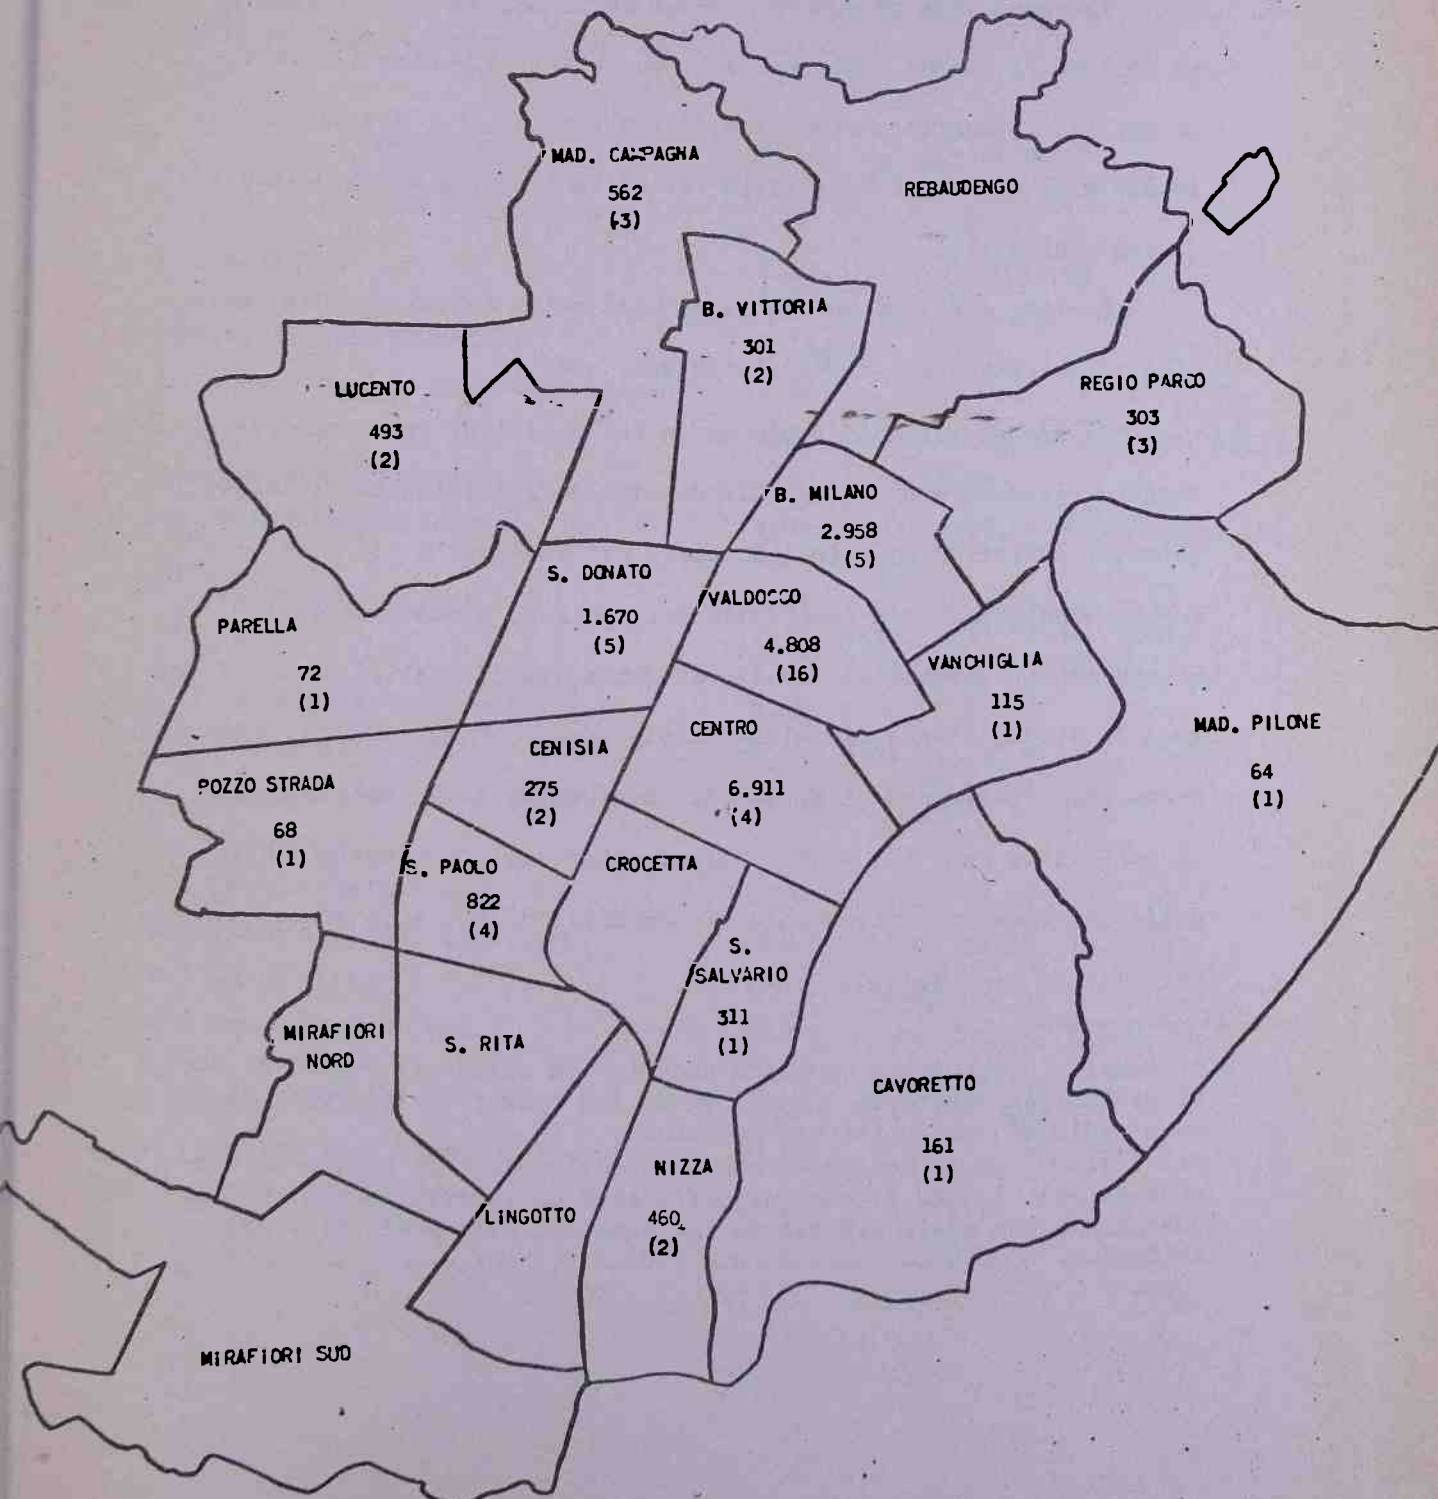 MAD. CAMPAGNA
562
(3)
REBAUDENGO
B. VITTORIA
301
(2)
LUCENTO
493
(2)
REGIO PARCO
303
(3)
B. MILANO
2.958
(5)
S. DONATO
1.670
(5)
VALDOCCO
4.808
(16)
PARELLA
72
(1)
VANCHIGLIA
115
(1)
MAD. PILONE
64
(1)
CENTRO
6.911
(4)
CENISIA
275
(2)
POZZO STRADA
68
(1)
S. PAOLO
822
(4)
CROCETTA
S.
SALVARIO
311
(1)
MIRAFIORI
NORD
S. RITA
CAVORETTO
161
(1)
NIZZA
460
(2)
LINGOTTO
MIRAFIORI SUD